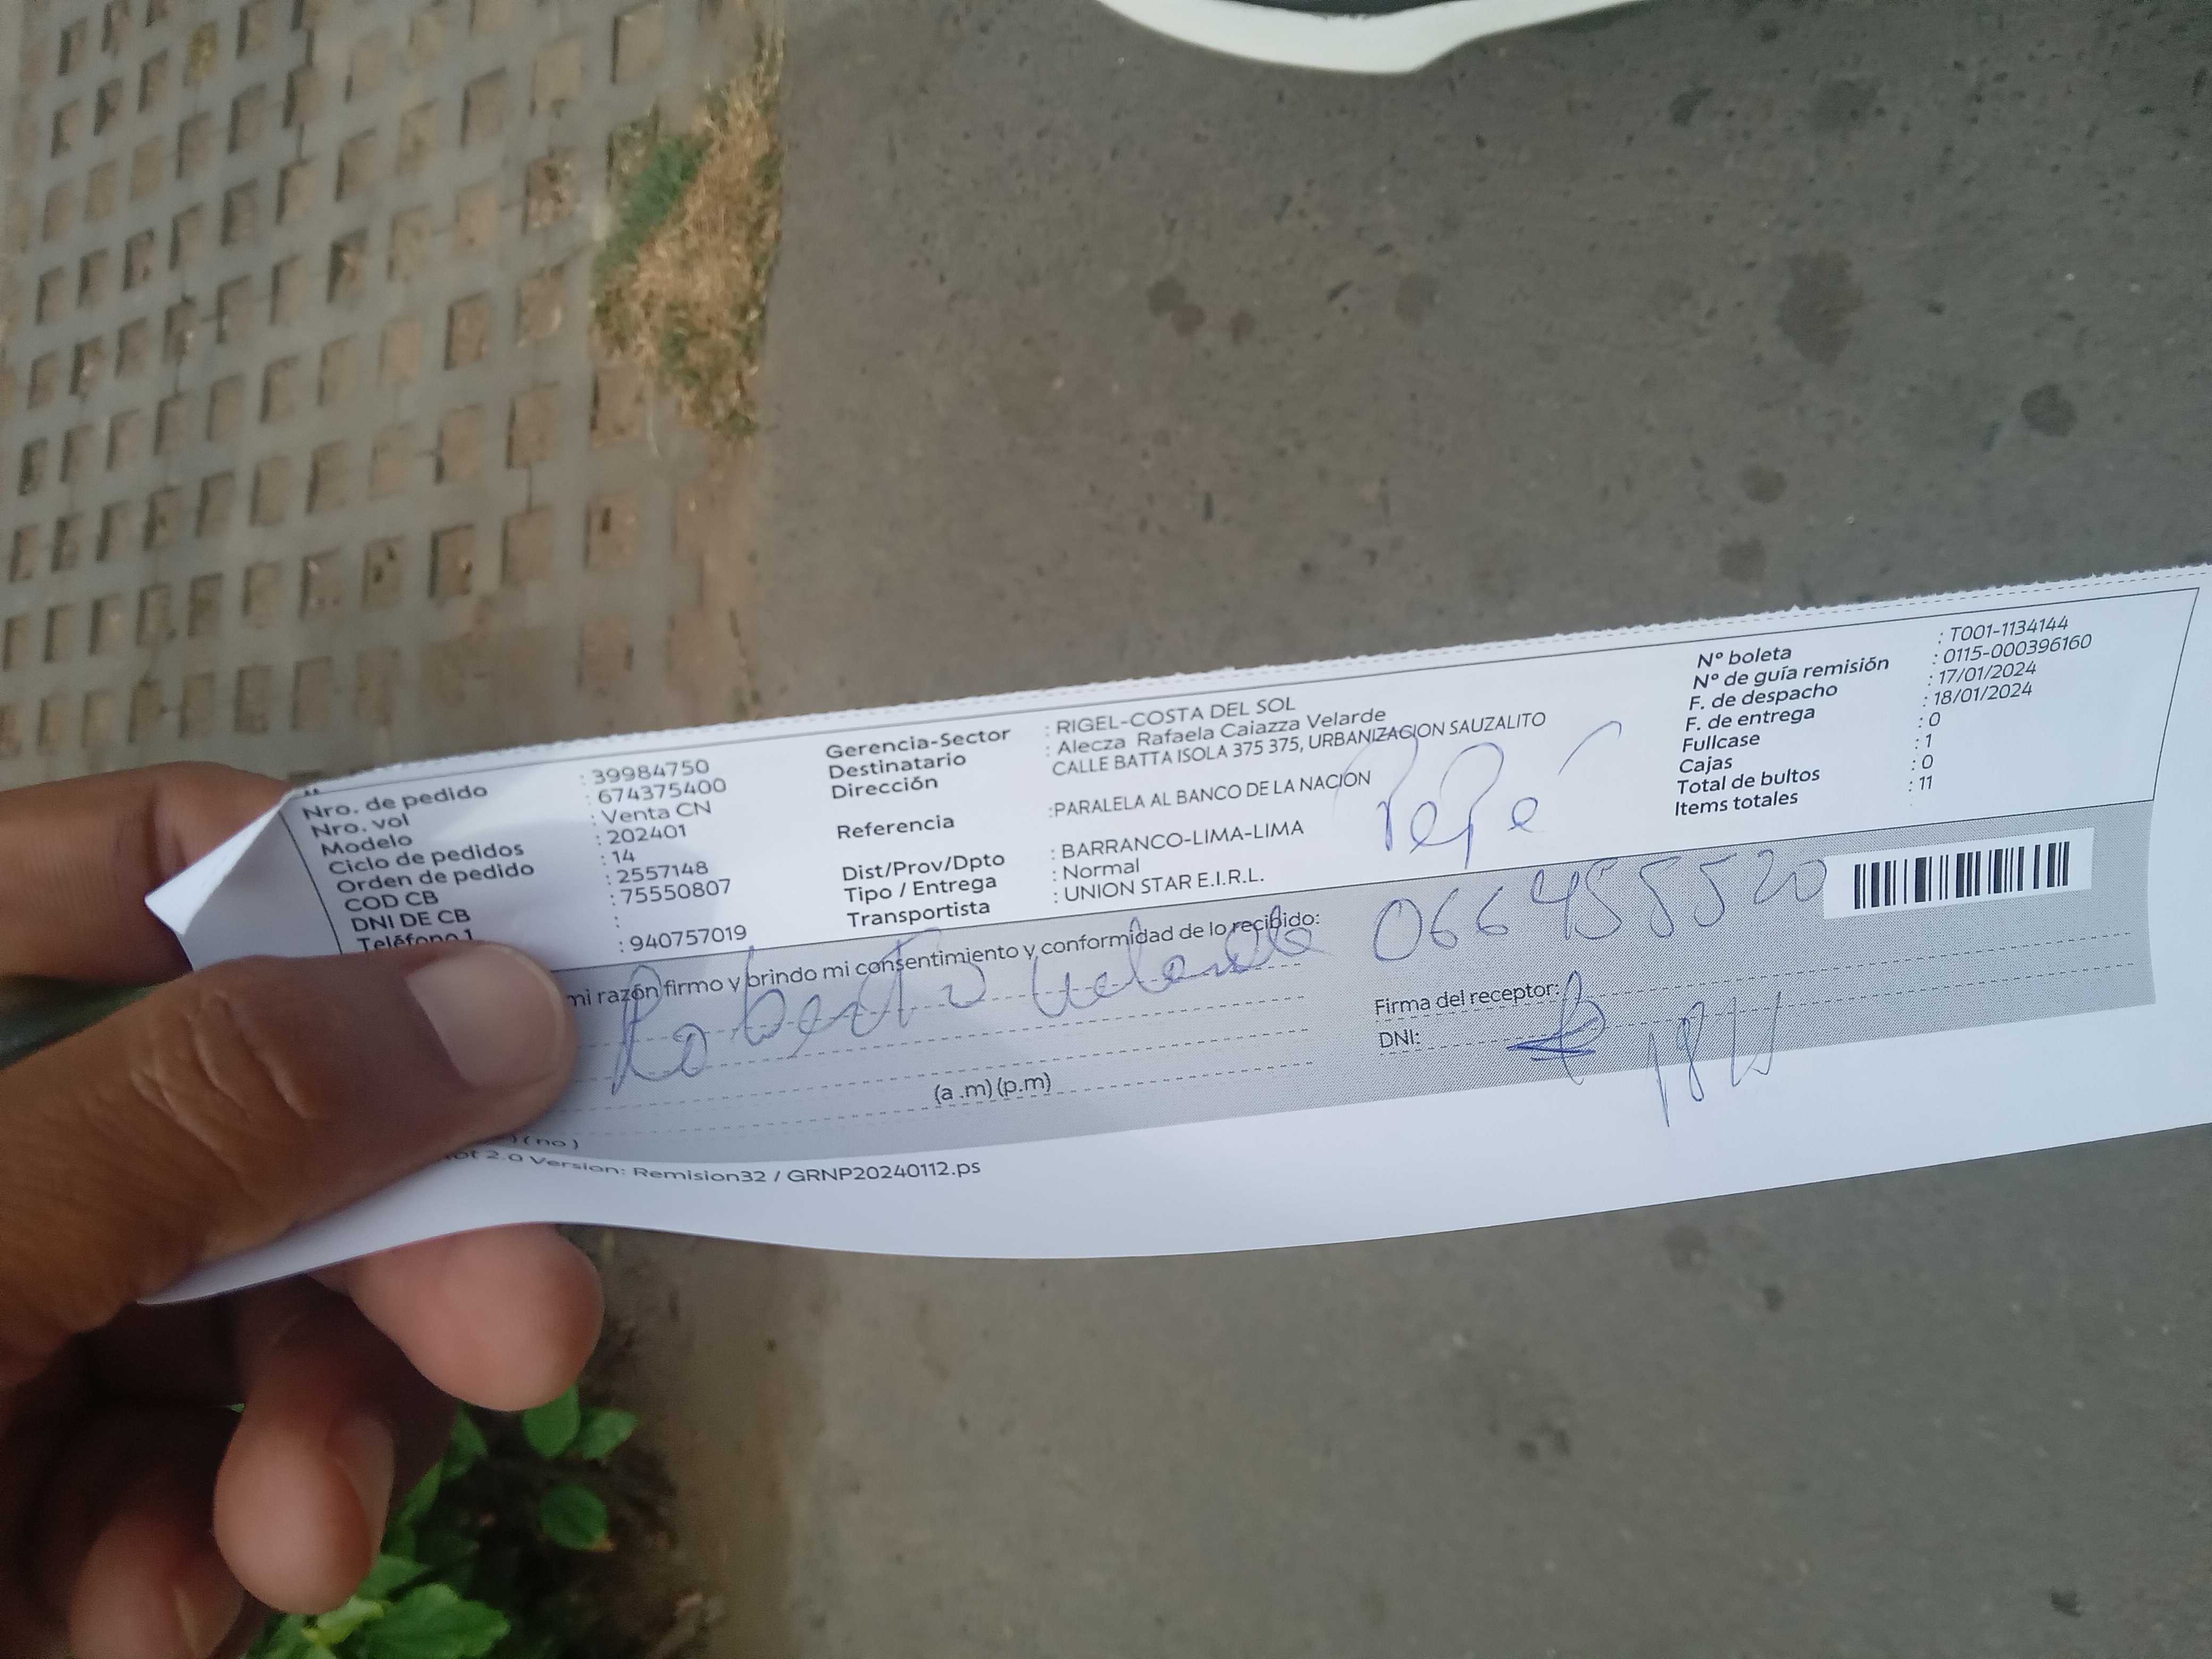 Nro. de pedido : 39984750
Nro. vol : 674375400
Modelo : Venta CN
Ciclo de pedidos : 202401
Orden de pedido : 14
COD CB : 2557148
DNI DE CB : 75550807
Teléfono 1 :
: 940757019
Gerencia-Sector : RIGEL-COSTA DEL SOL
Destinatario : Alecza Rafaela Caiazza Velarde
Dirección CALLE BATTA ISOLA 375 375, URBANIZACION SAUZALITO
Referencia :PARALELA AL BANCO DE LA NACION
Dist/Prov/Dpto : BARRANCO-LIMA-LIMA
Tipo / Entrega : Normal
Transportista : UNION STAR E.I.R.L.
Pepe
Nº boleta : T001-1134144
Nº de guía remisión : 0115-000396160
F. de despacho : 17/01/2024
F. de entrega : 18/01/2024
Fullcase : 0
Cajas : 1
Total de bultos : 0
Items totales : 11
mi razón firmo y brindo mi consentimiento y conformidad de lo recibido:
Roberto Velarde 066455520
Firma del receptor:
DNI:
(a .m) (p.m)
) ( no )
2.0 Version: Remision32 / GRNP20240112.ps